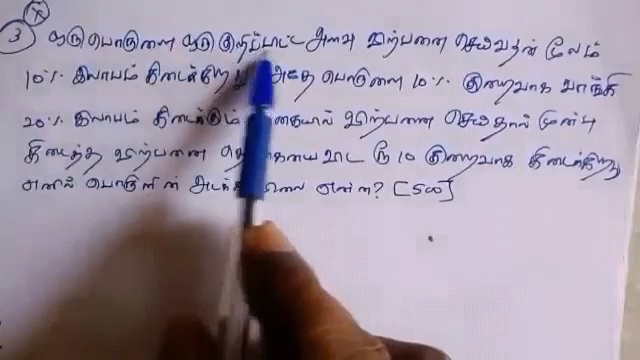 3 ஒரு பொருளை ஒரு குறிப்பிட்ட அளவு விற்பனை செய்வதன் மூலம்
10% இலாபம் கிடைக்கிறது அதே பொருளை 10% குறைவாக வாங்கி
20% இலாபம் கிடைக்கும் விற்பனை செய்தால் முன்பு
கிடைத்த விற்பனை விட ரூ 10 குறைவாக கிடைக்கிறது
எனில் பொருளின் அடக்க விலை என்ன? [500]